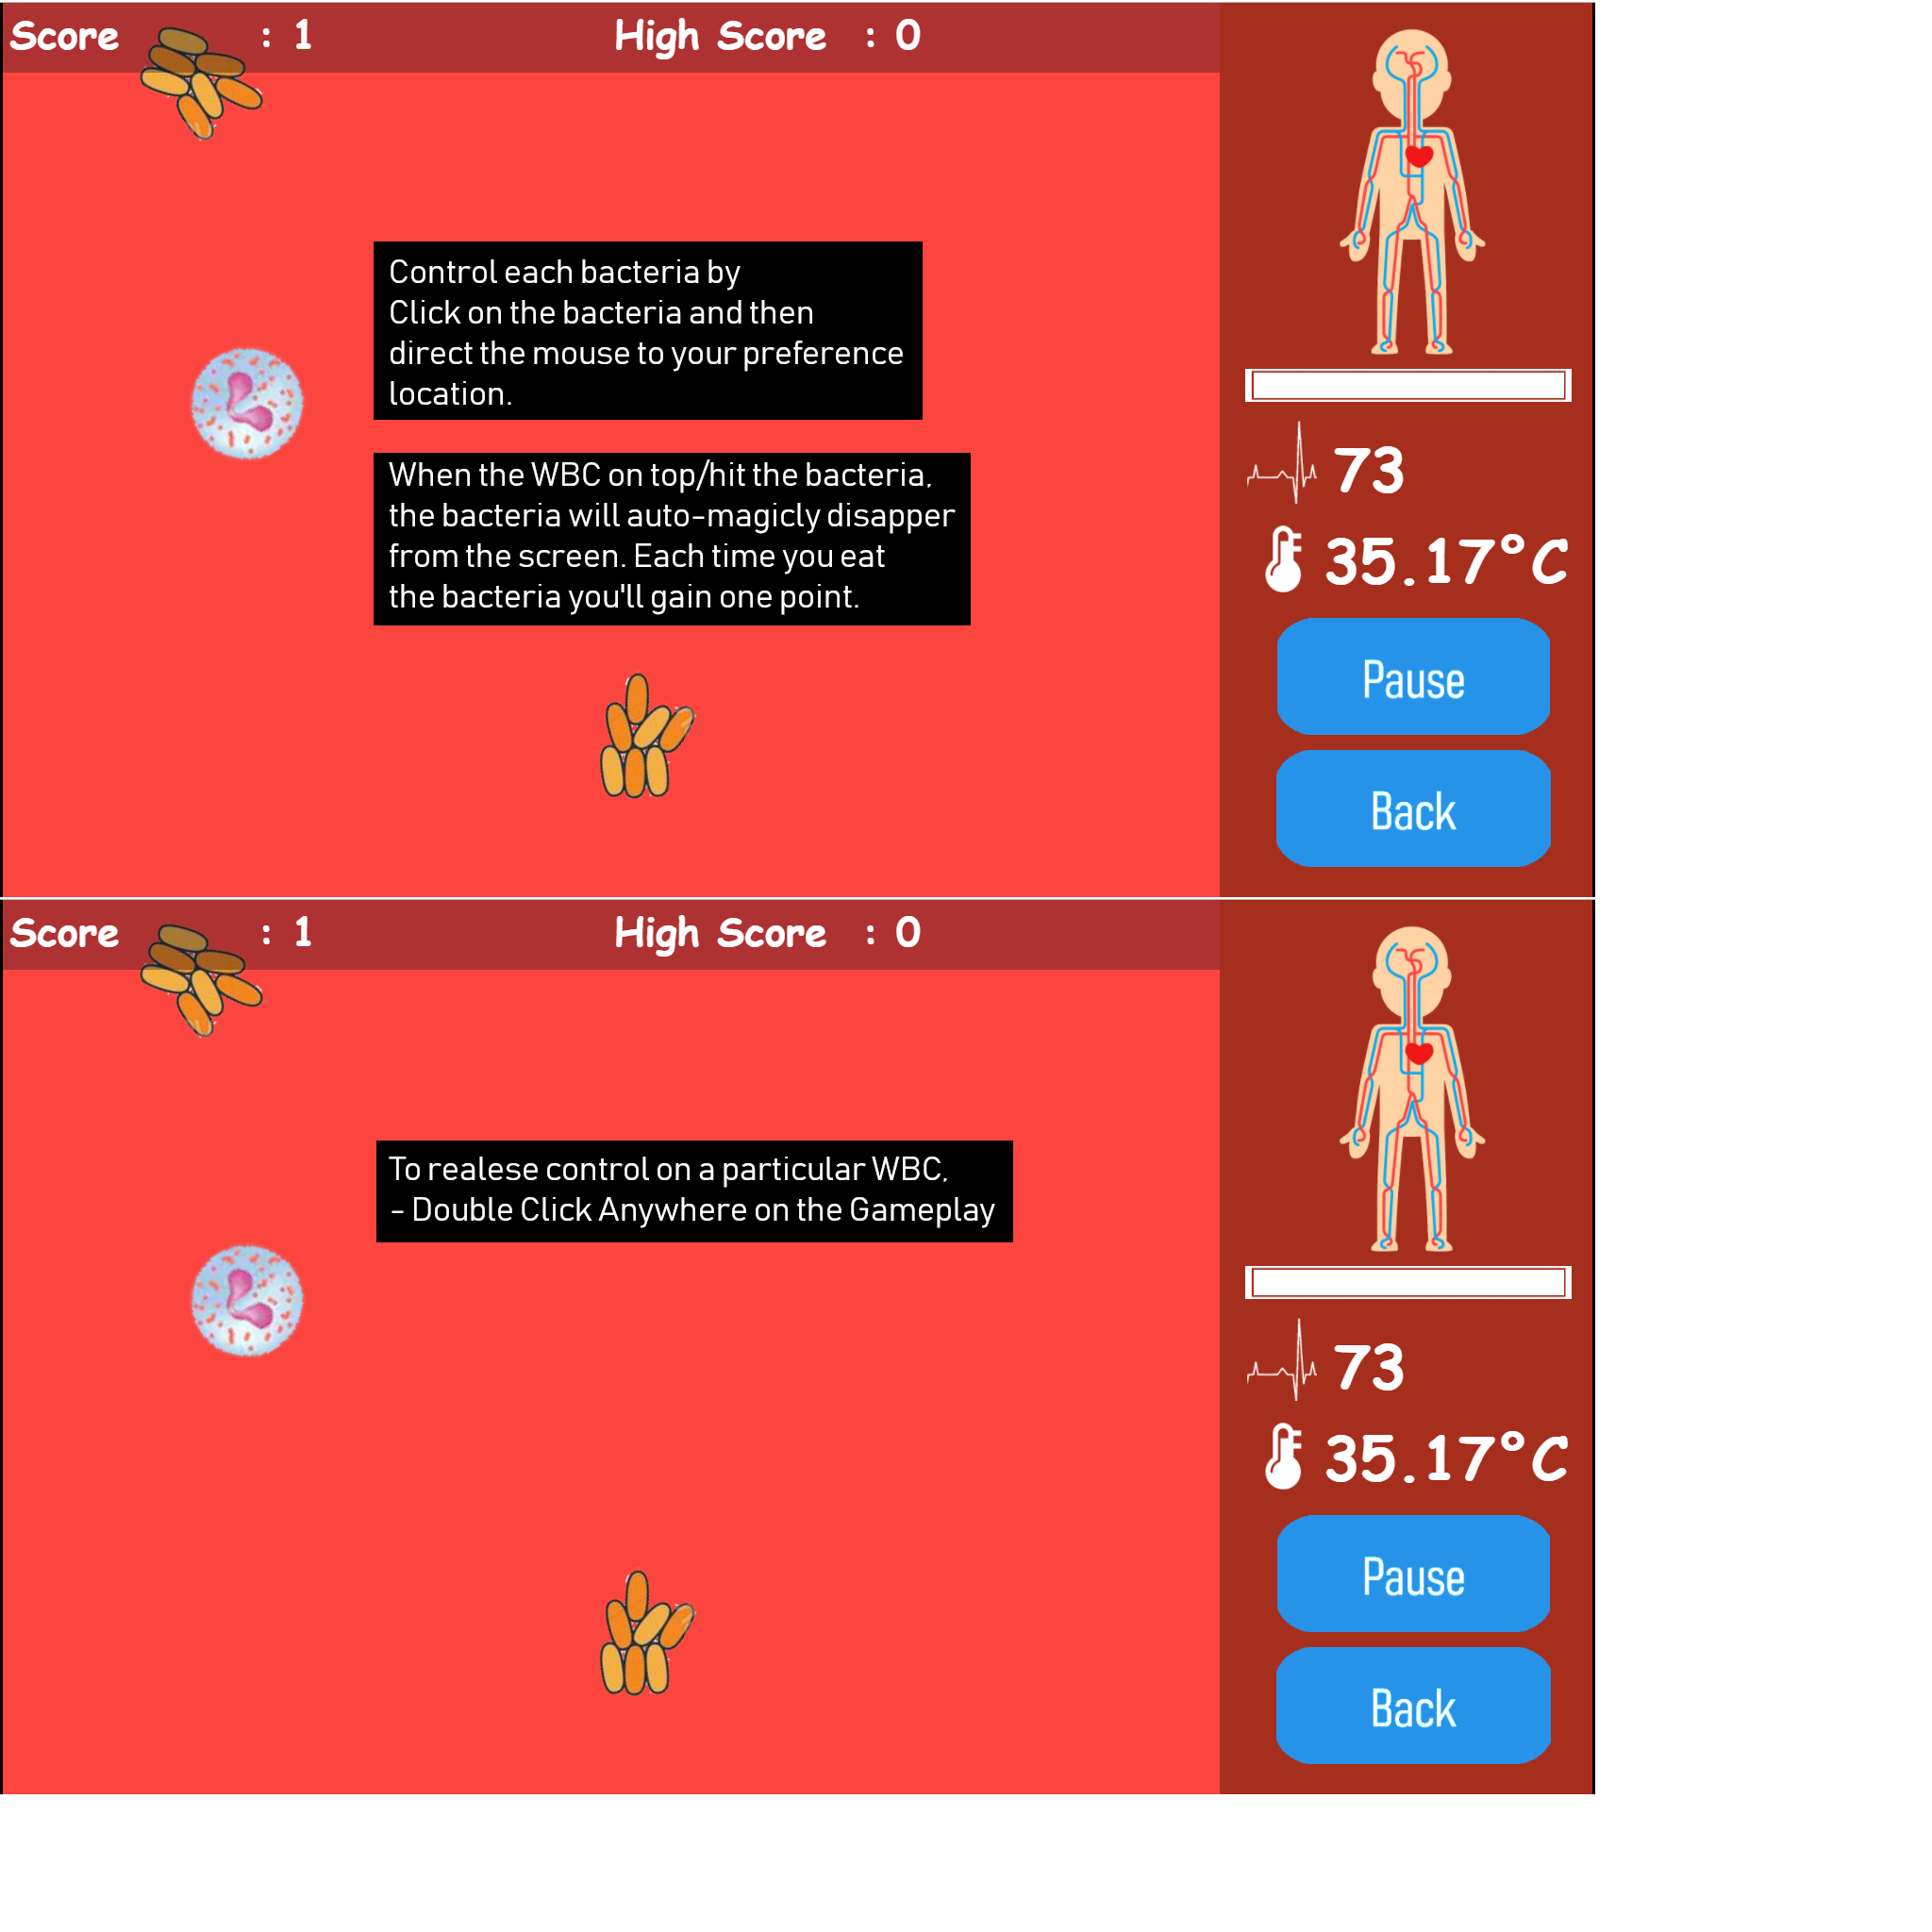 Score : 1 High Score : 0
Control each bacteria by
Click on the bacteria and then
direct the mouse to your preference
location.
When the WBC on top/hit the bacteria,
the bacteria will auto-magicly disapper
from the screen. Each time you eat
the bacteria you'll gain one point.
73
35.17°C
Pause
Back
Score : 1 High Score : 0
To realese control on a particular WBC,
- Double Click Anywhere on the Gameplay
73
35.17°C
Pause
Back